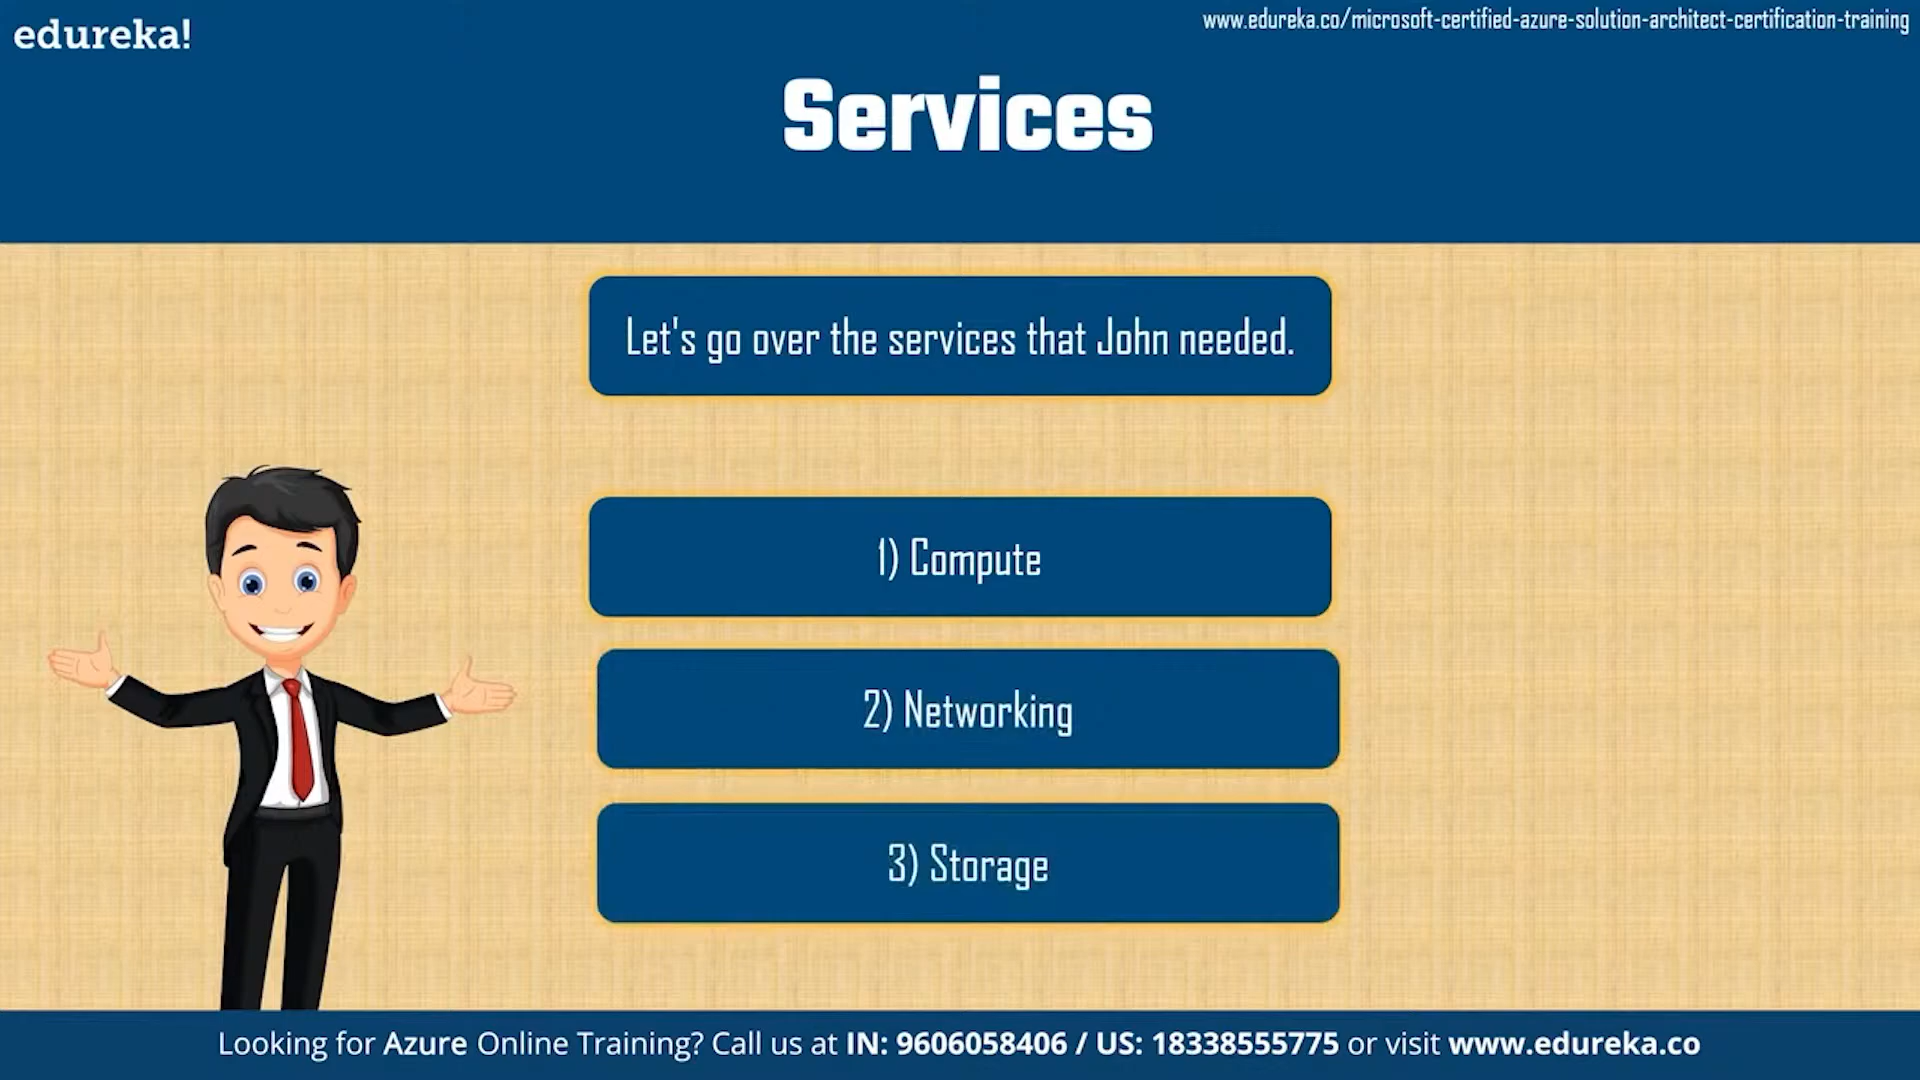 edureka!
www.edureka.co/microsoft-certified-azure-solution-architect-certification-training
Services
Let's go over the services that John needed.
1) Compute
2) Networking
3) Storage
Looking for Azure Online Training? Call us at IN: 9606058406 / US: 18338555775 or visit www.edureka.co